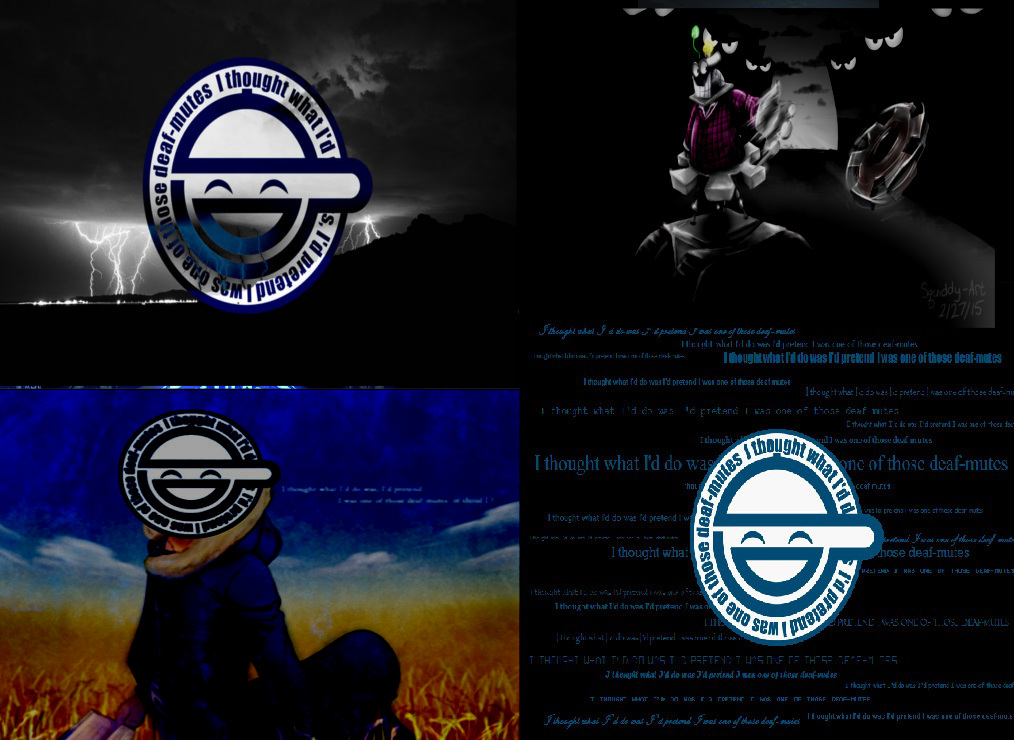 I thought what I'd
s, I'd pretend I was one of those deaf-mutes
Squiddy-Art
2/27/15
I thought what I'd do was I'd pretend I was one of those deaf-mutes
I thought what I'd do was I'd pretend I was one of those deaf-mutes
I thought what I'd do was I'd pretend I was one of those deaf-mutes
I thought what I'd do was I'd pretend I was one of those deaf-mutes
I thought what I'd do was I'd pretend I was one of those deaf mutes
I thought what I'd do was I'd pretend I was one of those deaf-mu
I thought what I'd do was I'd pretend I was one of those deaf mutes
I thought what I'd do was I'd pretend I was one of those deaf
I thought what I'd d I was one of those deaf mutes
I thought what I'd do was one of those deaf-mutes
I thought what I'd do
s, I'd pretend I was one of those deaf-mutes
I thought what I'd do was, I'd pretend
I was one of those deaf mutes
deaf mutes
I thought what I'd do was I'd pretend I w
pretend I was one of those deaf mutes
pretend, I was one of those deaf-mute
I thought what those deaf-mutes
PRETEND I WAS ONE OF THOSE DEAF-MUTES
I thought what I'd do was I'd pretend I was one of those
I thought what I'd do was I'd pretend I was o
PRETEND I WAS ONE OF THOSE DEAF-MUTES
I thought what I'd do was I'd pretend I was one of those
I THOUGHT WHAT I'D DO WAS I'D PRETEND I WAS ONE OF THOSE DEAF-MUTES
I thought what I'd do was I'd pretend I was one of those deaf-mutes
I thought what I'd do was I'd pretend I was one of those deaf
I THOUGHT WHAT I'D DO WAS I'D PRETEND I WAS ONE OF THOSE DEAF-MUTES
I thought what I'd do was I'd pretend I was one of those deaf-mutes
I thought what I'd do was I'd pretend I was one of those deaf-mutes